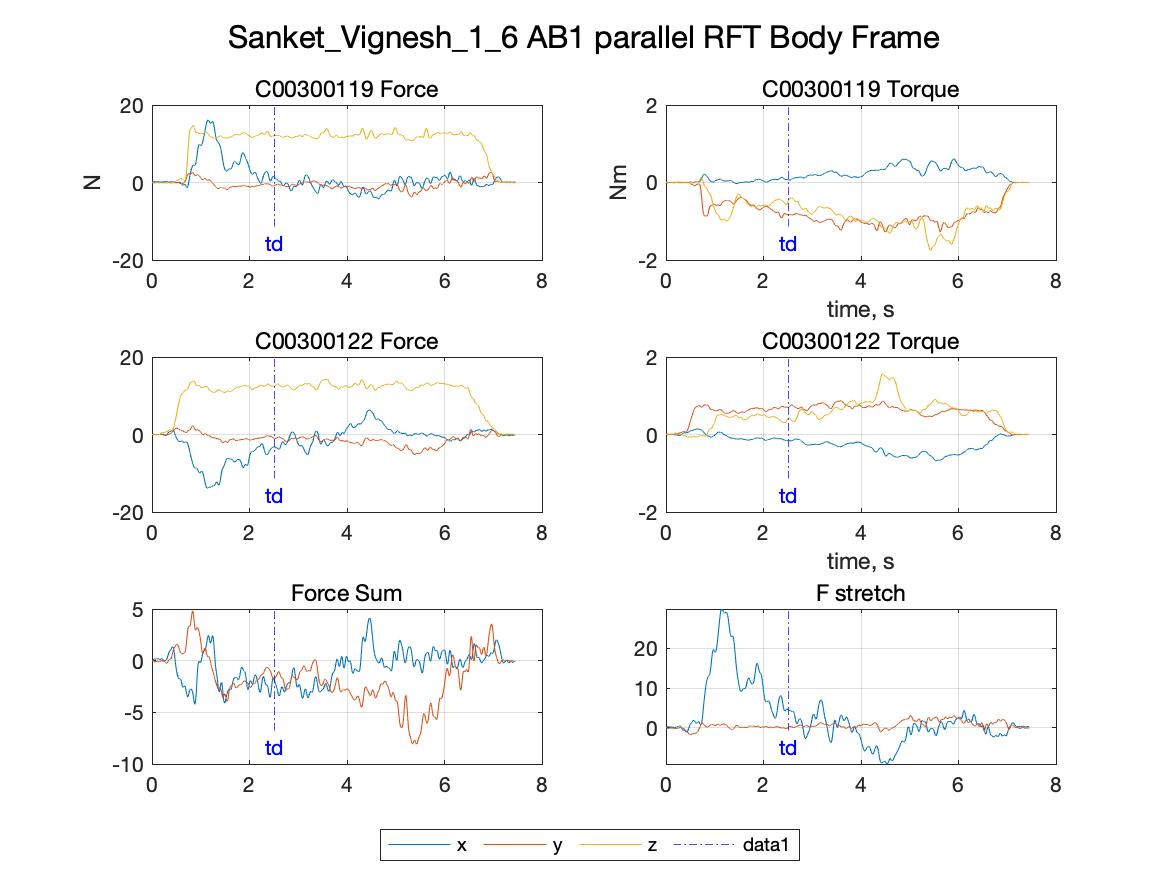 Sanket_Vignesh_1_6 AB1 parallel RFT Body Frame
C00300119 Force
20
0
-20
N
td
0 2 4 6 8
C00300119 Torque
2
0
-2
Nm
td
0 2 4 6 8
time, s
C00300122 Force
20
0
-20
td
0 2 4 6 8
C00300122 Torque
2
0
-2
td
0 2 4 6 8
time, s
Force Sum
5
0
-5
-10
td
0 2 4 6 8
F stretch
20
10
0
td
0 2 4 6 8
x y z data1